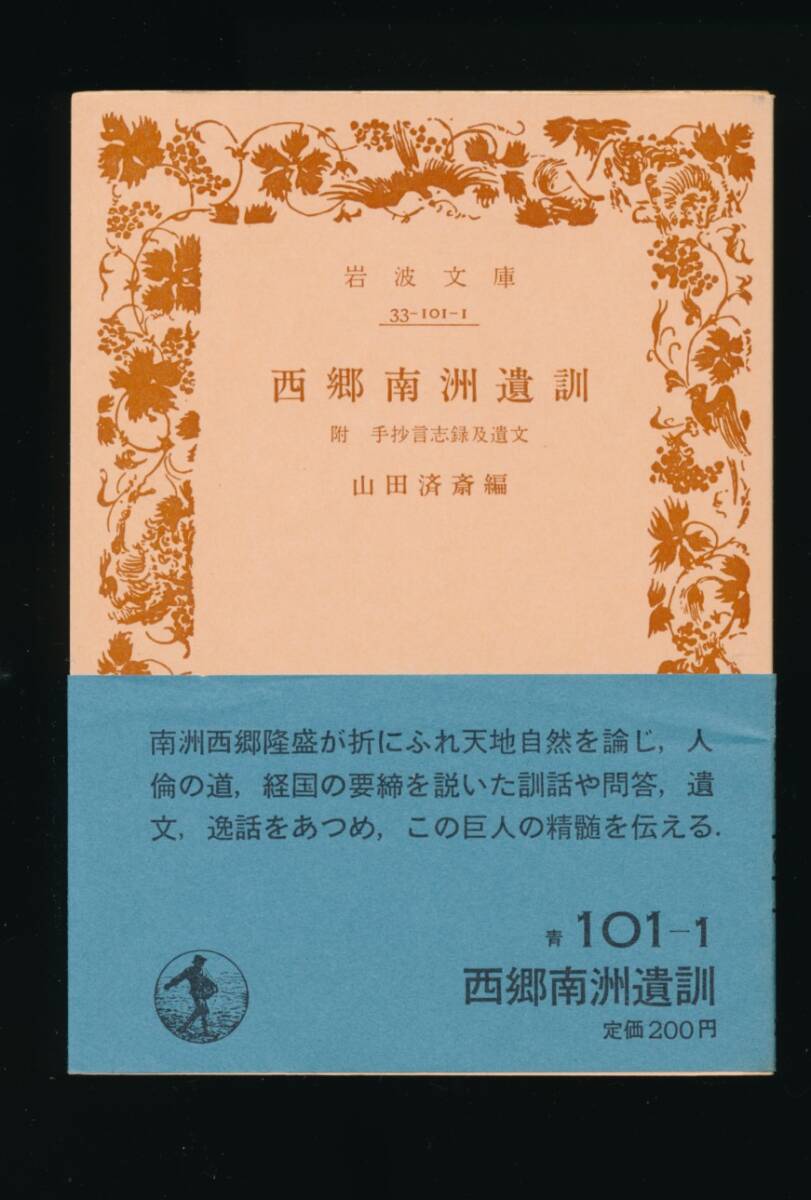 岩波文庫
33-101-1
西郷南洲遺訓
附 手抄言志録及遺文
山田済斎編
南洲西郷隆盛が折にふれ天地自然を論じ，人
倫の道，経国の要締を説いた訓話や問答，遺
文，逸話をあつめ，この巨人の精髄を伝える．
青 101-1
西郷南洲遺訓
定価200円